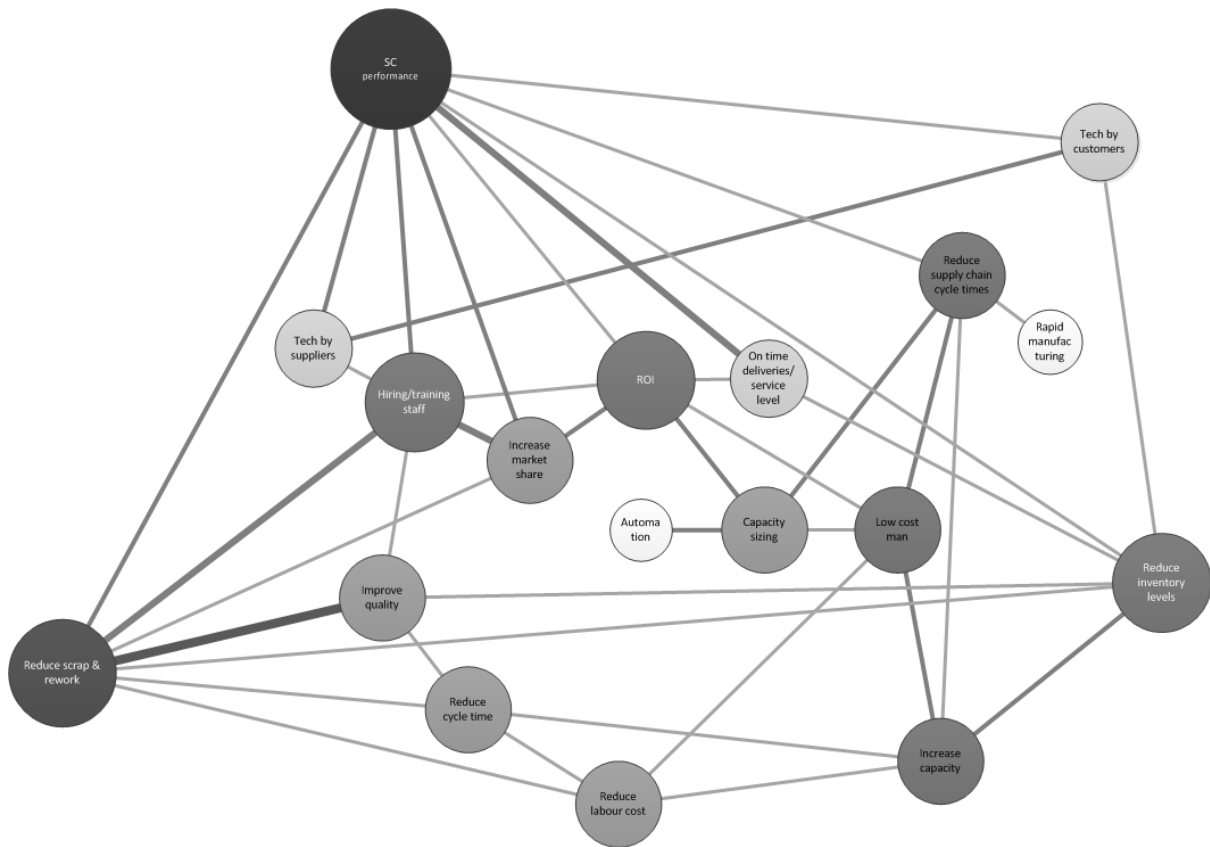 SC
performance
Tech by
customers
Reduce
supply chain
cycle times
Rapid
manufac
turing
Tech by
suppliers
Hiring/training
staff
ROI
On time
deliveries/
service
level
Increase
market
share
Automa
tion
Capacity
sizing
Low cost
man
Reduce
inventory
levels
Improve
quality
Reduce scrap &
rework
Reduce
cycle time
Increase
capacity
Reduce
labour cost